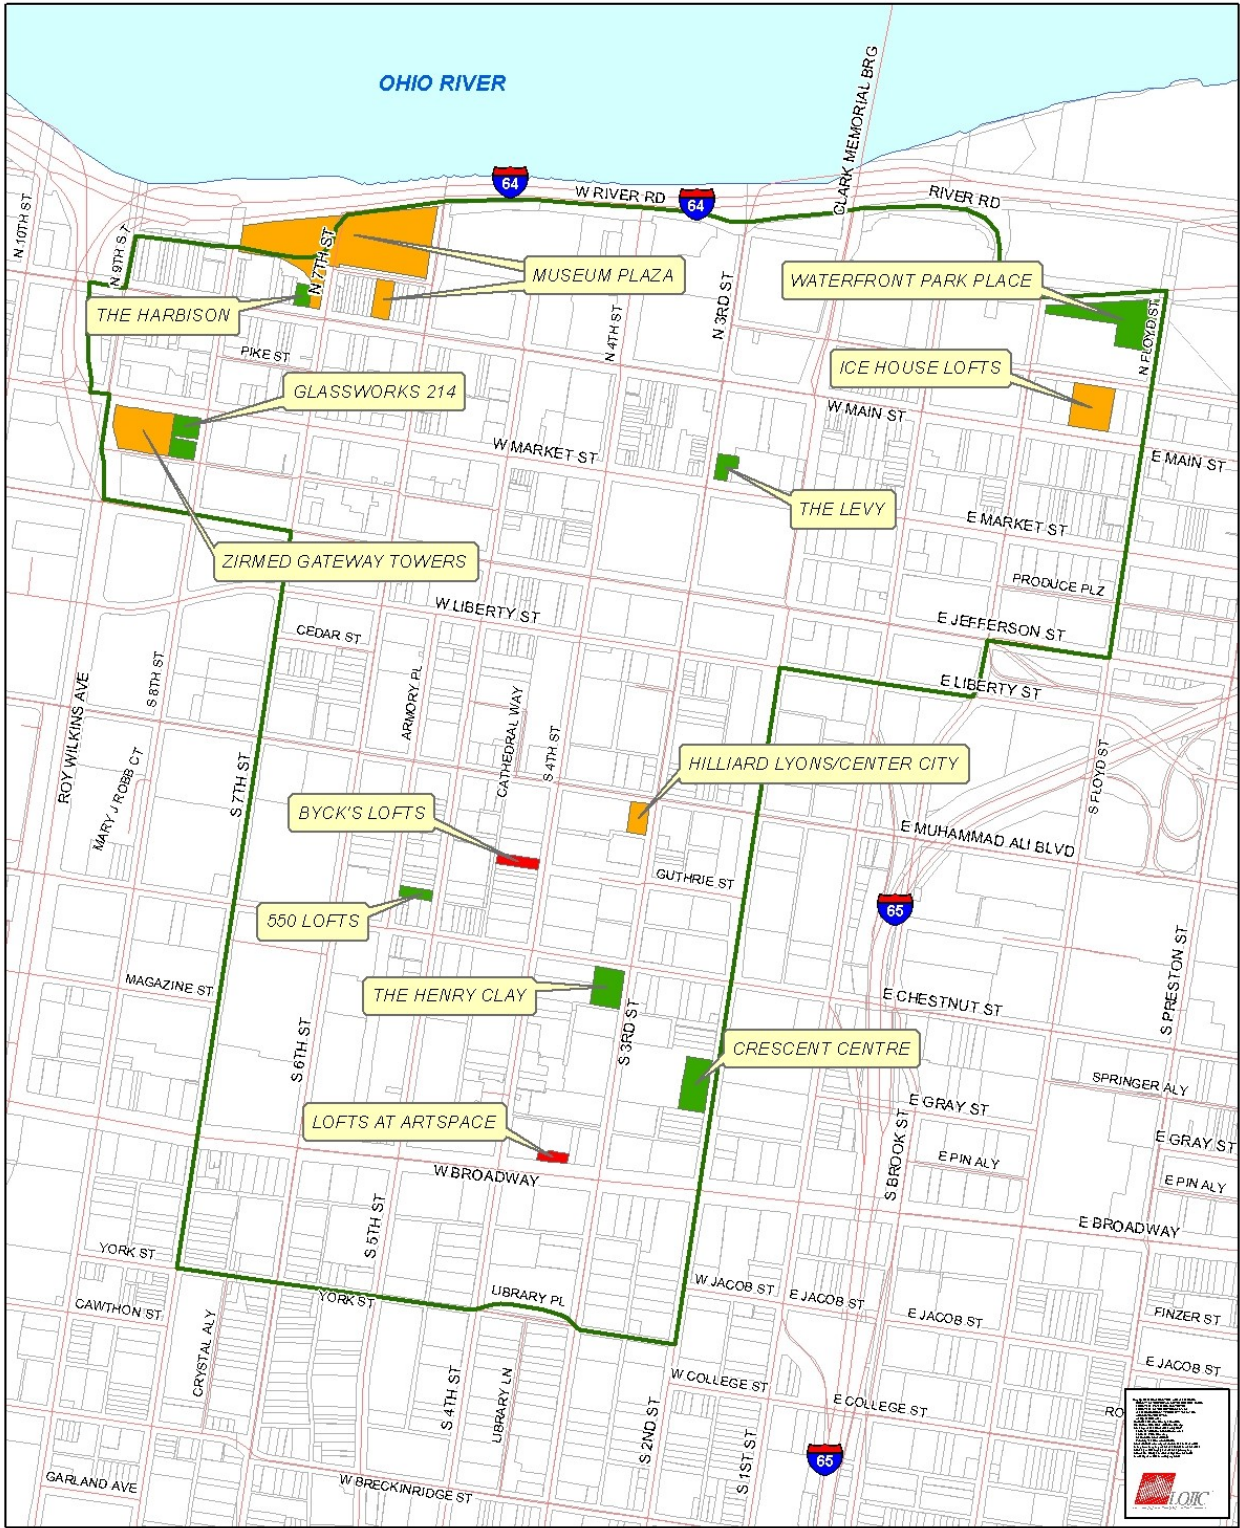 OHIO RIVER
CLARK MEMORIAL BRG
64
W RIVER RD
64
RIVER RD
N 10TH ST
N 9TH ST
N 7TH ST
MUSEUM PLAZA
WATERFRONT PARK PLACE
THE HARBISON
N 3RD ST
N 4TH ST
N FLOYD ST
PIKE ST
ICE HOUSE LOFTS
GLASSWORKS 214
W MAIN ST
W MARKET ST
E MAIN ST
THE LEVY
E MARKET ST
ZIRMED GATEWAY TOWERS
PRODUCE PLZ
W LIBERTY ST
E JEFFERSON ST
CEDAR ST
S 8TH ST
ARMORY PL
E LIBERTY ST
ROY WILKINS AVE
CATHEDRAL WAY
S 4TH ST
HILLIARD LYONS/CENTER CITY
S 7TH ST
MARY J ROBB CT
S FLOYD ST
BYCK'S LOFTS
E MUHAMMAD ALI BLVD
GUTHRIE ST
65
550 LOFTS
S PRESTON ST
MAGAZINE ST
THE HENRY CLAY
E CHESTNUT ST
S 6TH ST
S 3RD ST
CRESCENT CENTRE
SPRINGER ALY
E GRAY ST
LOFTS AT ARTSPACE
E GRAY ST
S BROOK ST
E PIN ALY
W BROADWAY
E PIN ALY
S 5TH ST
E BROADWAY
YORK ST
W JACOB ST
E JACOB ST
LIBRARY PL
YORK ST
CAWTHON ST
E JACOB ST
FINZER ST
CRYSTAL ALY
E JACOB ST
S 4TH ST
LIBRARY LN
W COLLEGE ST
E COLLEGE ST
RO
S 2ND ST
S 1ST ST
65
GARLAND AVE
W BRECKINRIDGE ST
LOJIC